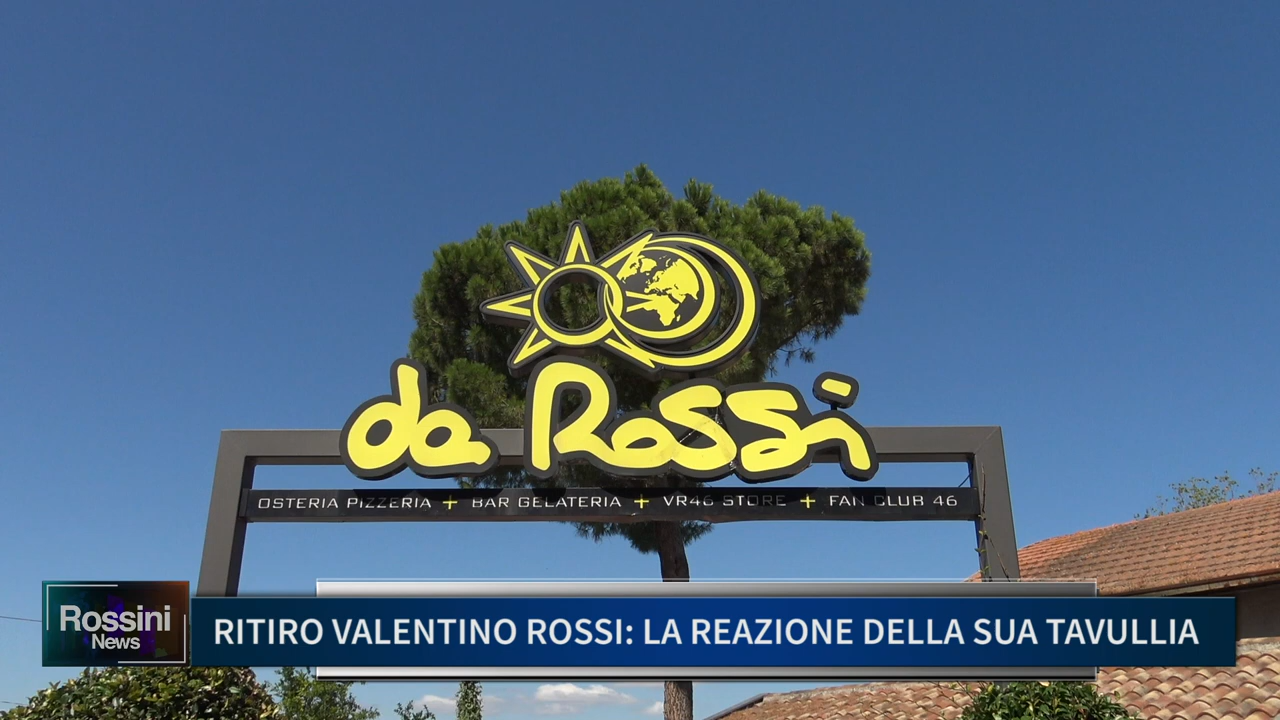 da Rossi
OSTERIA PIZZERIA + BAR GELATERIA + VR46 STORE + FAN CLUB 46
Rossini
News
RITIRO VALENTINO ROSSI: LA REAZIONE DELLA SUA TAVULLIA